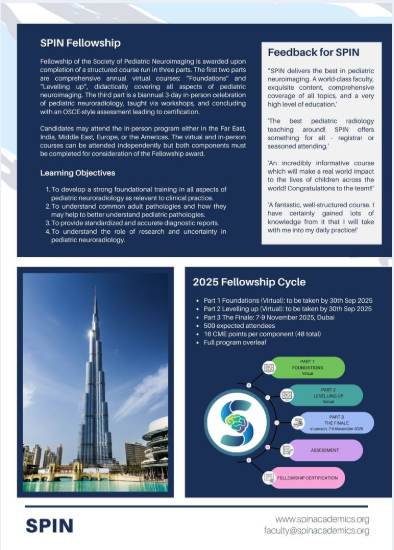 SPIN Fellowship
Fellowship of the Society of Pediatric Neuroimaging is awarded upon
completion of a structured course run in three parts. The first two parts
are comprehensive annual virtual courses: "Foundations" and
"Levelling up", didactically covering all aspects of pediatric
neuroimaging. The third part is a biannual 3-day in-person celebration
of pediatric neuroradiology, taught via workshops, and concluding
with an OSCE-style assessment leading to certification.
Candidates may attend the in-person program either in the Far East,
India, Middle East, Europe, or the Americas. The virtual and in-person
courses can be attended independently but both components must
be completed for consideration of the Fellowship award.
Learning Objectives
1. To develop a strong foundational training in all aspects of
pediatric neuroradiology as relevant to clinical practice.
2. To understand common adult pathologies and how they
may help to better understand pediatric pathologies.
3. To provide standardized and accurate diagnostic reports.
4. To understand the role of research and uncertainty in
pediatric neuroradiology.
Feedback for SPIN
"SPIN delivers the best in pediatric
neuroimaging. A world-class faculty,
exquisite content, comprehensive
coverage of all topics, and a very
high level of education.'
'The best pediatric radiology
teaching around SPIN offers
something for all - registrar or
seasoned attending.'
'An incredibly informative course
which will make a real world impact
to the lives of children across the
world! Congratulations to the team!!'
'A fantastic, well-structured course. I
have certainly gained lots of
knowledge from it that I will take
with me into my daily practice!'
2025 Fellowship Cycle
• Part 1 Foundations (Virtual): to be taken by 30th Sep 2025
• Part 2 Levelling up (Virtual): to be taken by 30th Sep 2025
• Part 3 The Finale: 7-9 November 2025, Dubai
• 500 expected attendees
• 16 CME points per component (48 total)
• Full program overleaf
PART 1
FOUNDATIONS
Virtual
PART 2
LEVELLING UP
Virtual
PART 3
THE FINALE
In person, 7-9 November 2025
ASSESSMENT
FELLOWSHIP CERTIFICATION
SPIN
www.spinacademics.org
faculty@spinacademics.org